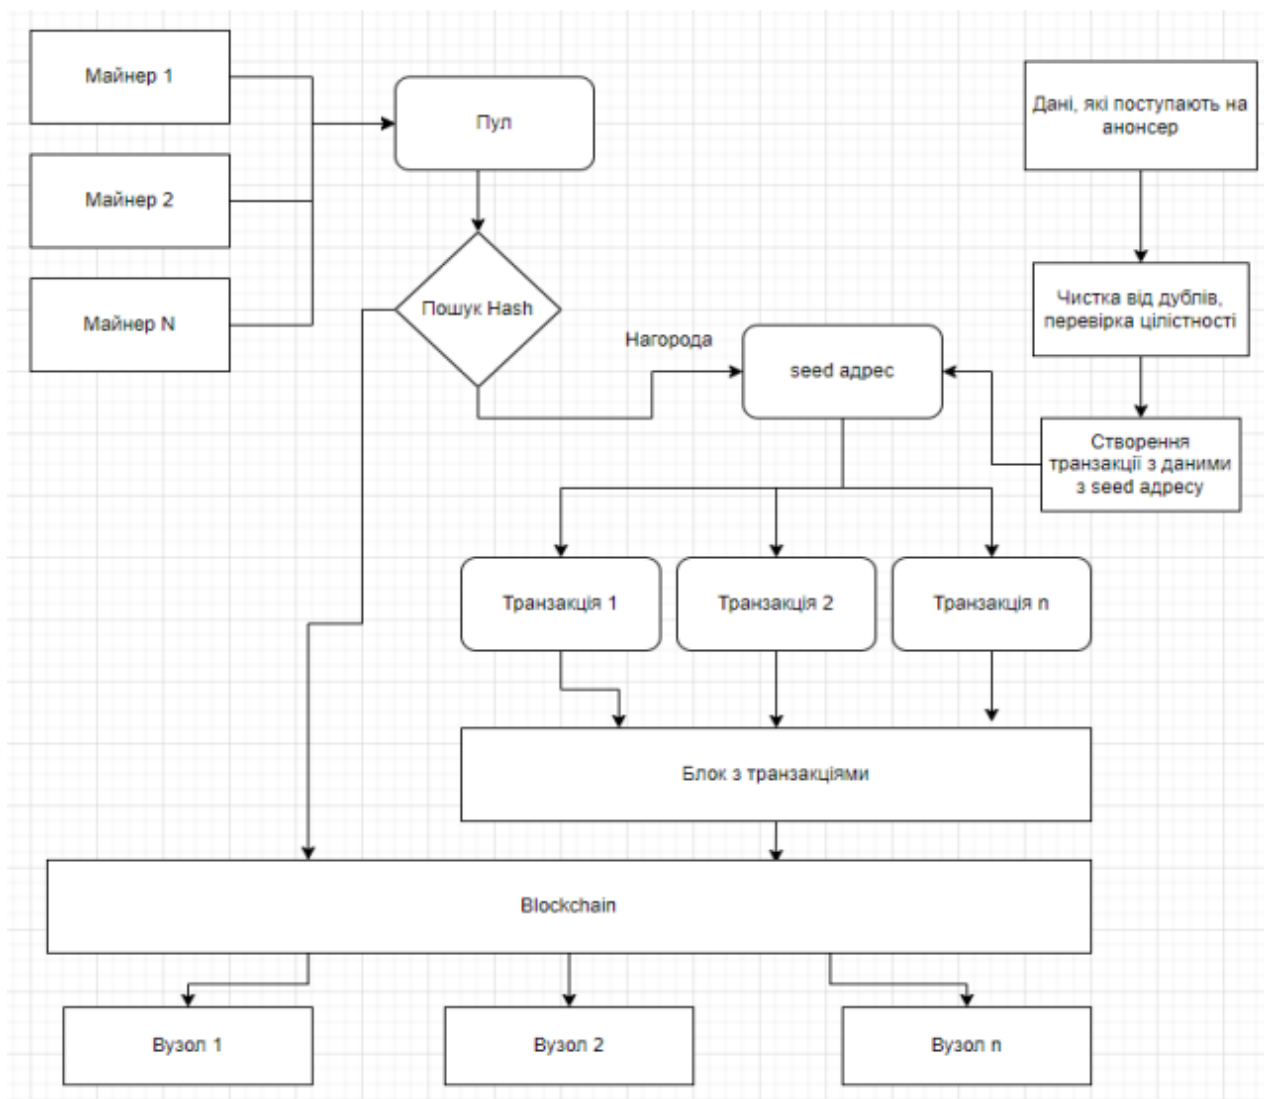 Майнер 1
Пул
Дані, які поступають на
анонсер
Майнер 2
Майнер N
Пошук Hash
Чистка від дублів,
перевірка цілістності
Нагорода
seed адрес
Створення
транзакції з даними
з seed адресу
Транзакція 1
Транзакція 2
Транзакція n
Блок з транзакціями
Blockchain
Вузол 1
Вузол 2
Вузол n